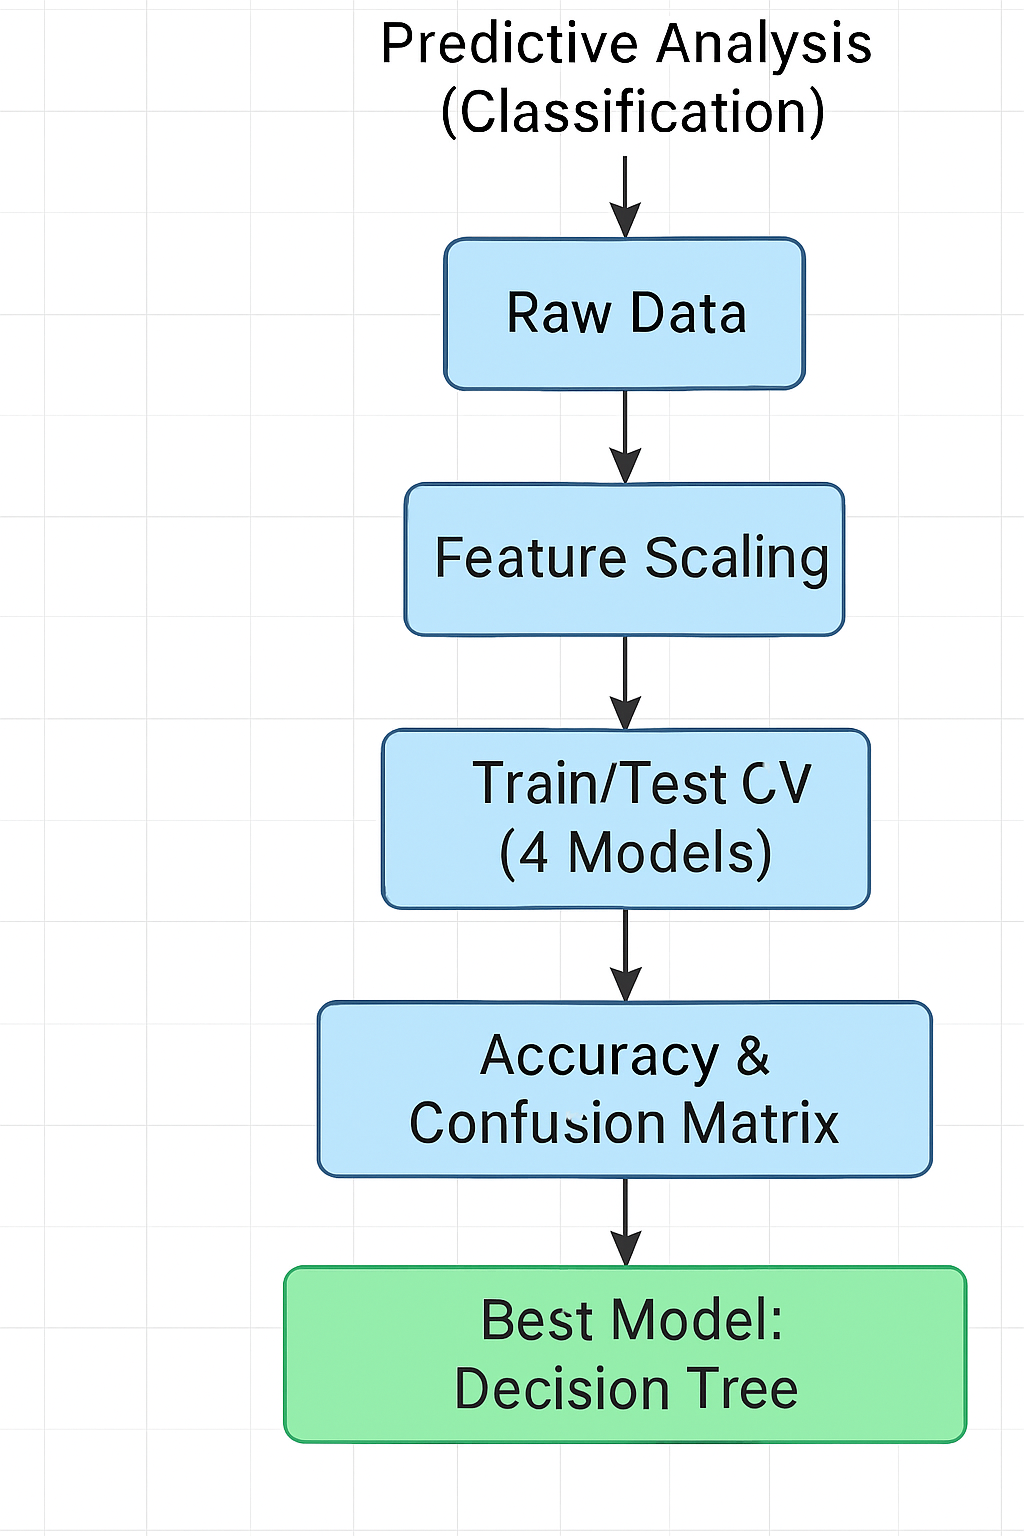 Predictive Analysis
(Classification)
Raw Data
Feature Scaling
Train/Test CV
(4 Models)
Accuracy &
Confusion Matrix
Best Model:
Decision Tree